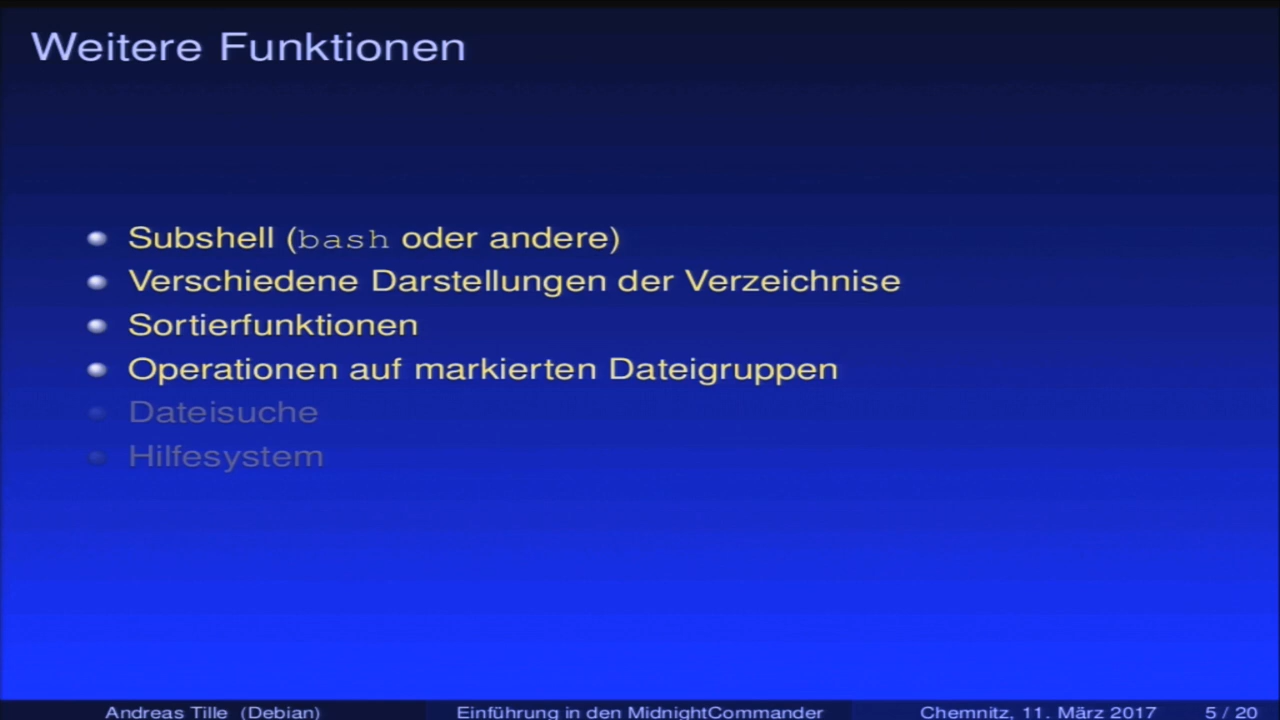 Weitere Funktionen
Subshell (bash oder andere)
Verschiedene Darstellungen der Verzeichnise
Sortierfunktionen
Operationen auf markierten Dateigruppen
Dateisuche
Hilfesystem
Andreas Tille (Debian) Einführung in den MidnightCommander Chemnitz, 11. März 2017 5 / 20